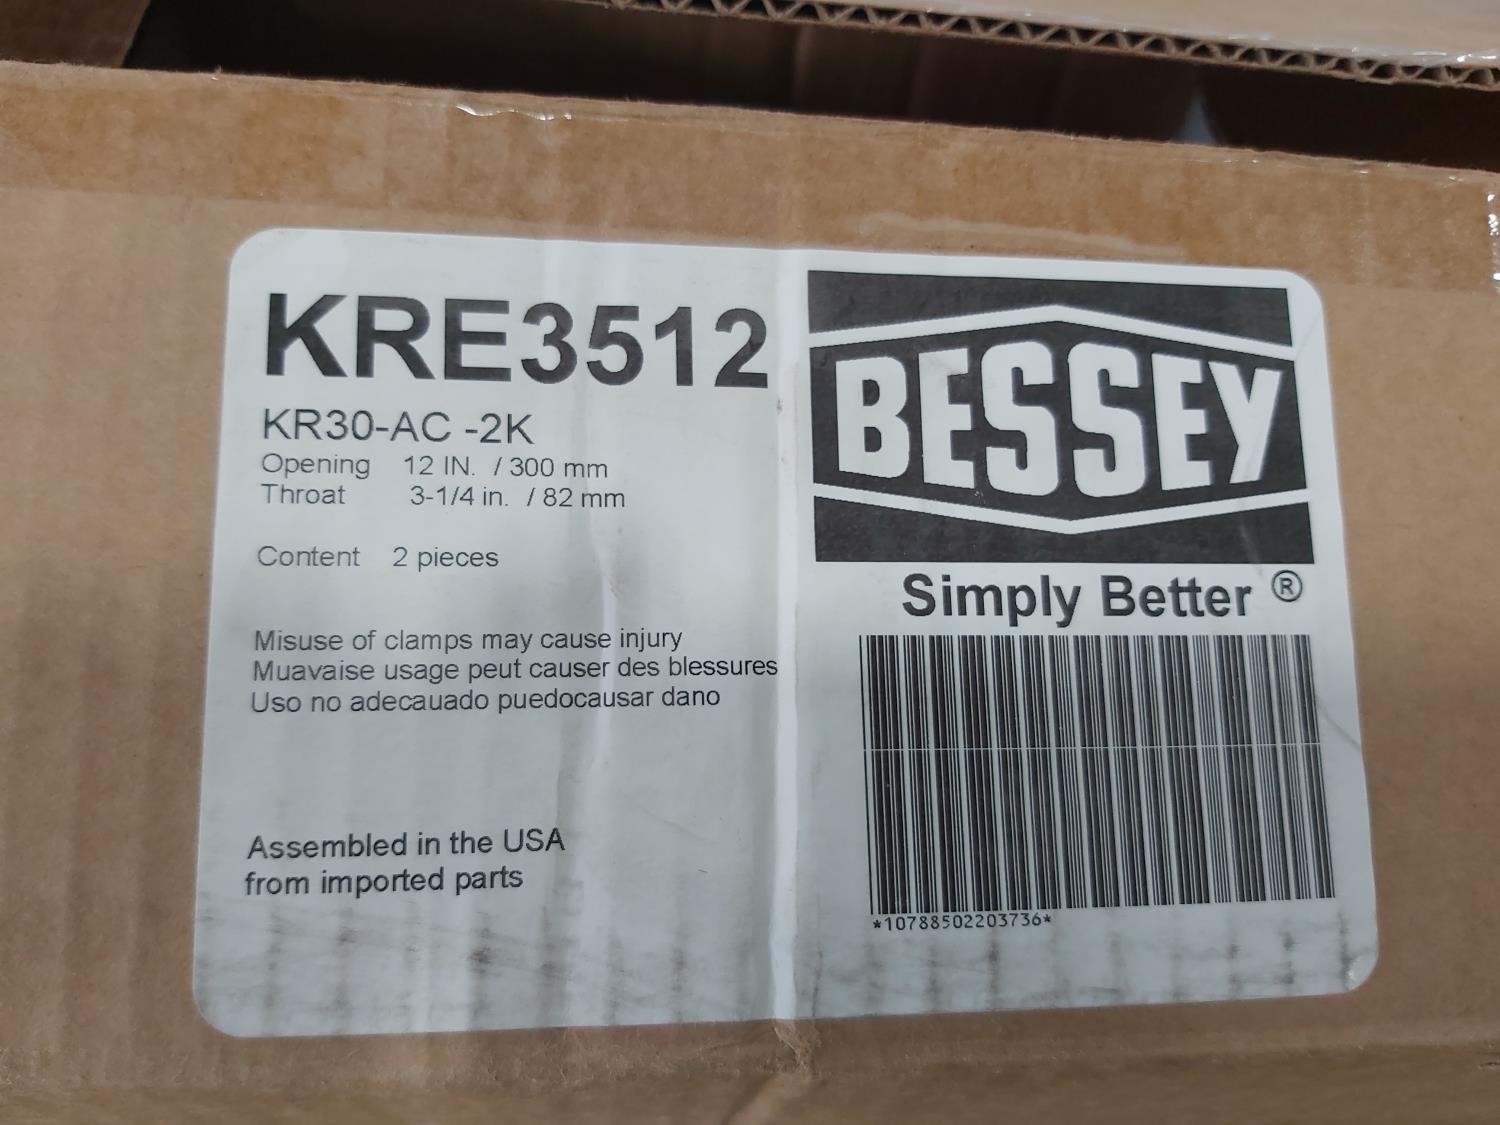 KRE3512
KR30-AC -2K
Opening 12 IN. / 300 mm
Throat 3-1/4 in. / 82 mm
Content 2 pieces
Misuse of clamps may cause injury
Muavaise usage peut causer des blessures
Uso no adecauado puedocausar dano
Assembled in the USA
from imported parts
BESSEY
Simply Better ®
*10788502203736*